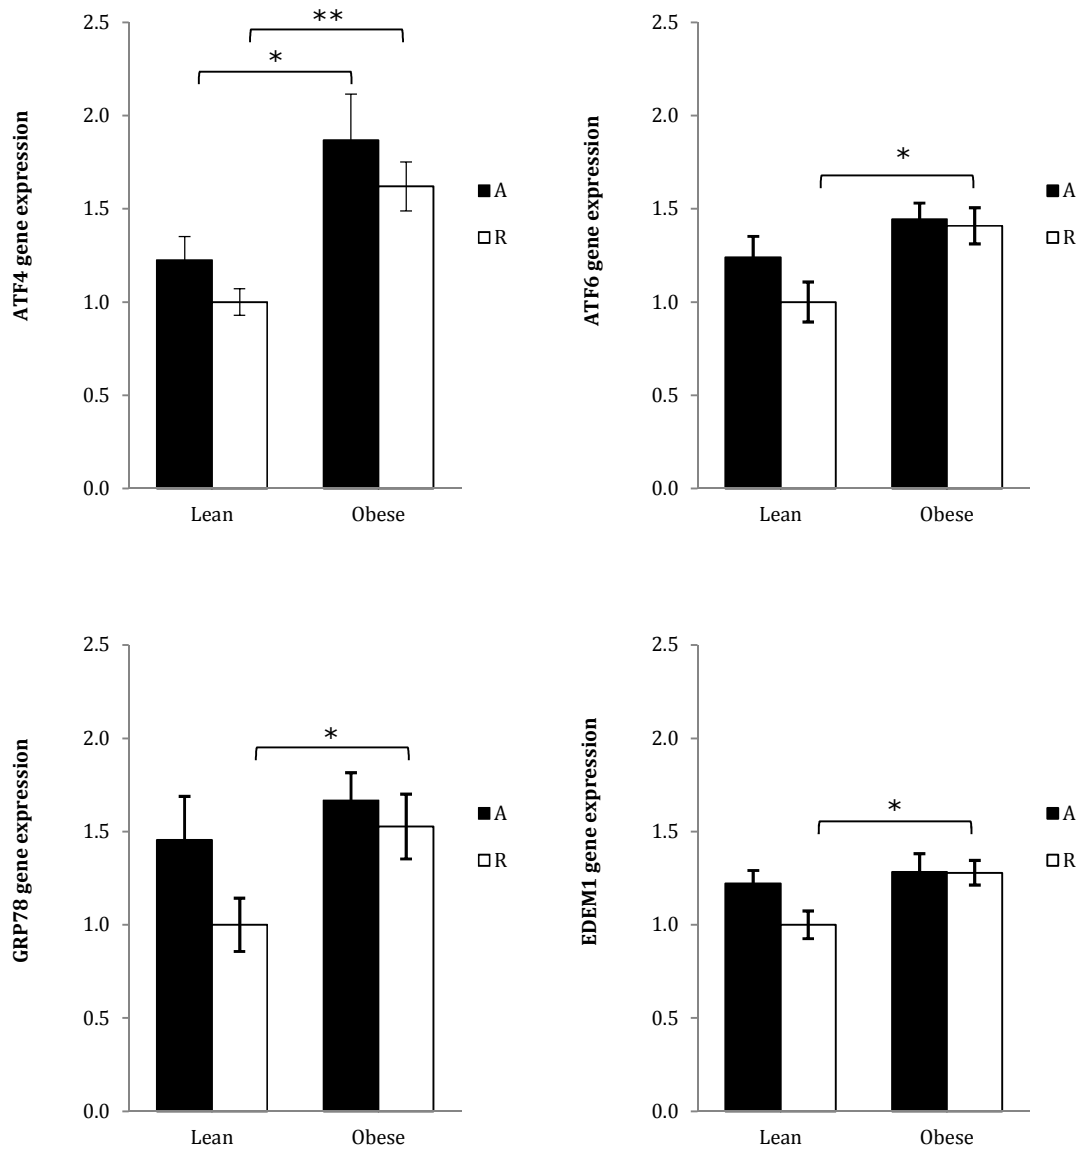 ATF4 gene expression
2.5
2.0
1.5
1.0
0.5
0.0
**
*
Lean Obese
A
R
ATF6 gene expression
2.5
2.0
1.5
1.0
0.5
0.0
*
Lean Obese
A
R
GRP78 gene expression
2.5
2.0
1.5
1.0
0.5
0.0
*
Lean Obese
A
R
EDEM1 gene expression
2.5
2.0
1.5
1.0
0.5
0.0
*
Lean Obese
A
R